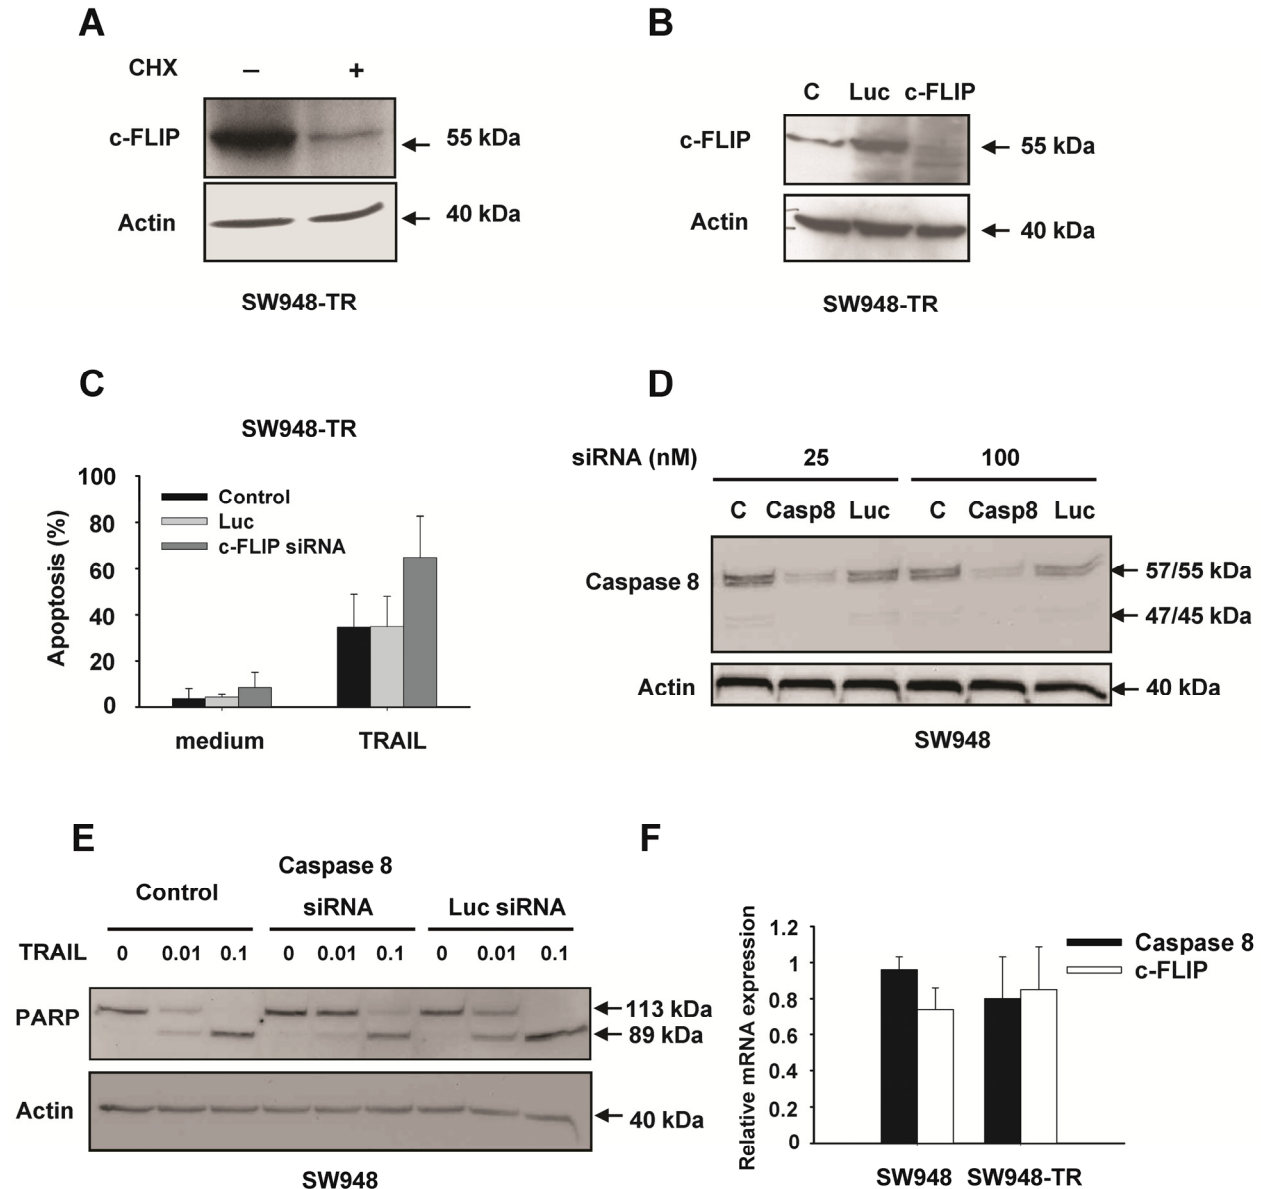 A
CHX – +
c-FLIP 55 kDa
Actin 40 kDa
SW948-TR
B
C Luc c-FLIP
c-FLIP 55 kDa
Actin 40 kDa
SW948-TR
C
SW948-TR
Apoptosis (%)
100
80
60
40
20
0
Control
Luc
c-FLIP siRNA
medium TRAIL
D
siRNA (nM) 25 100
C Casp8 Luc C Casp8 Luc
Caspase 8 57/55 kDa
47/45 kDa
Actin 40 kDa
SW948
E
Control Caspase 8 siRNA Luc siRNA
TRAIL 0 0.01 0.1 0 0.01 0.1 0 0.01 0.1
PARP 113 kDa
89 kDa
Actin 40 kDa
SW948
F
Relative mRNA expression
1.2
1
0.8
0.6
0.4
0.2
0
Caspase 8
c-FLIP
SW948 SW948-TR